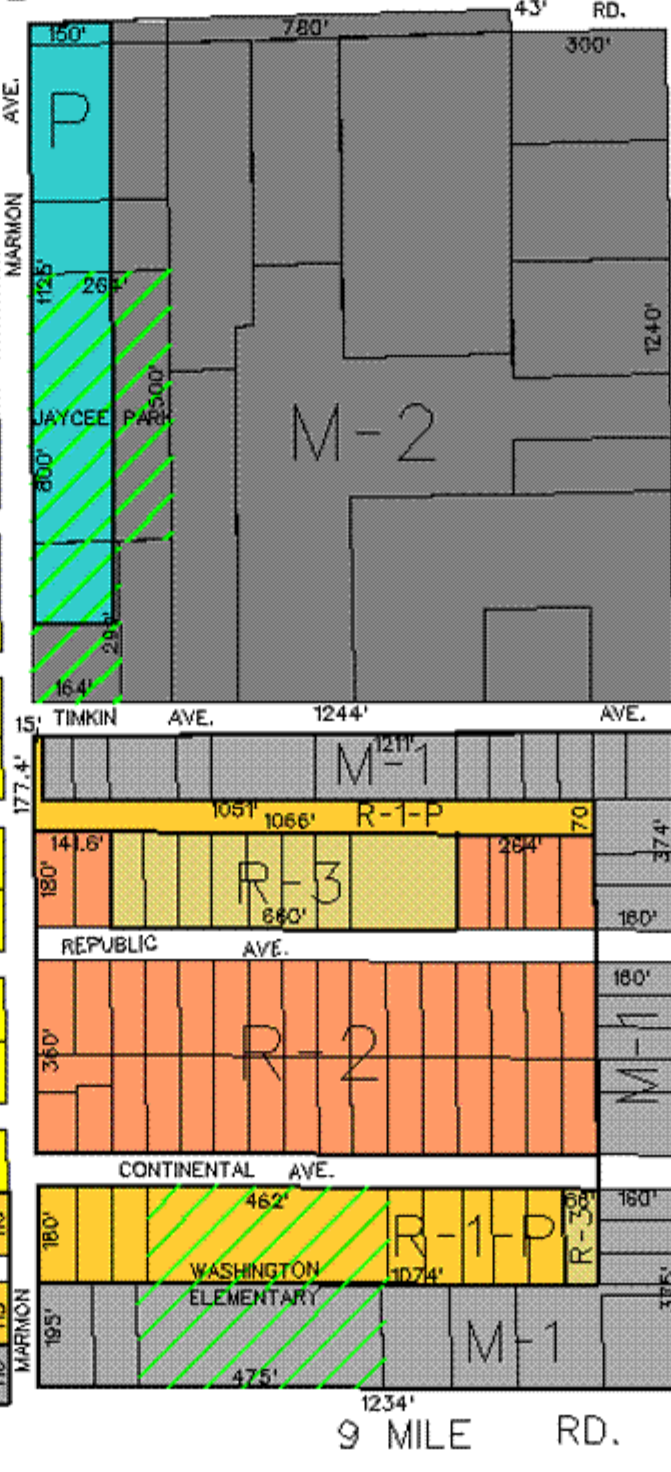 43' RD.
150' 780' 300'
AVE.
P
MARMON
1125' 264' 1240'
500'
JAYCEE PARK M-2
800'
164'
15' TIMKIN AVE. 1244' AVE.
177.4' M-1 1211'
1051' 1066' R-1-P 70
141.6' 264' 374'
180' R-3
660' 160'
REPUBLIC AVE.
160'
360' R-2 M-1
CONTINENTAL AVE.
462' 66' 160'
180' R-1-P R-3
WASHINGTON 1074'
ELEMENTARY
MARMON 195' M-1
475'
1234'
9 MILE RD.